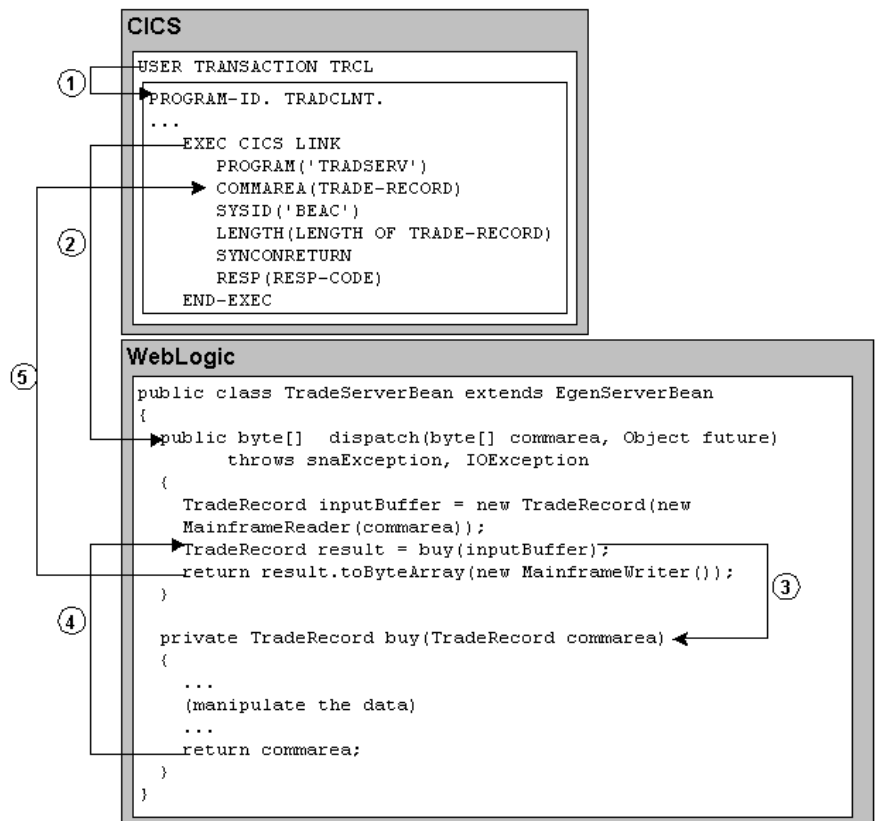 CICS
USER TRANSACTION TRCL
1
PROGRAM-ID. TRADCLNT.
...
EXEC CICS LINK
PROGRAM('TRADSERV')
COMMAREA(TRADE-RECORD)
SYSID('BEAC')
2
LENGTH(LENGTH OF TRADE-RECORD)
SYNCONRETURN
RESP(RESP-CODE)
END-EXEC
WebLogic
5
public class TradeServerBean extends EgenServerBean
{
public byte[]  dispatch(byte[] commarea, Object future)
throws snaException, IOException
{
TradeRecord inputBuffer = new TradeRecord(new
MainframeReader(commarea));
TradeRecord result = buy(inputBuffer);
return result.toByteArray(new MainframeWriter());
3
}
4
private TradeRecord buy(TradeRecord commarea)
{
...
(manipulate the data)
...
return commarea;
}
}